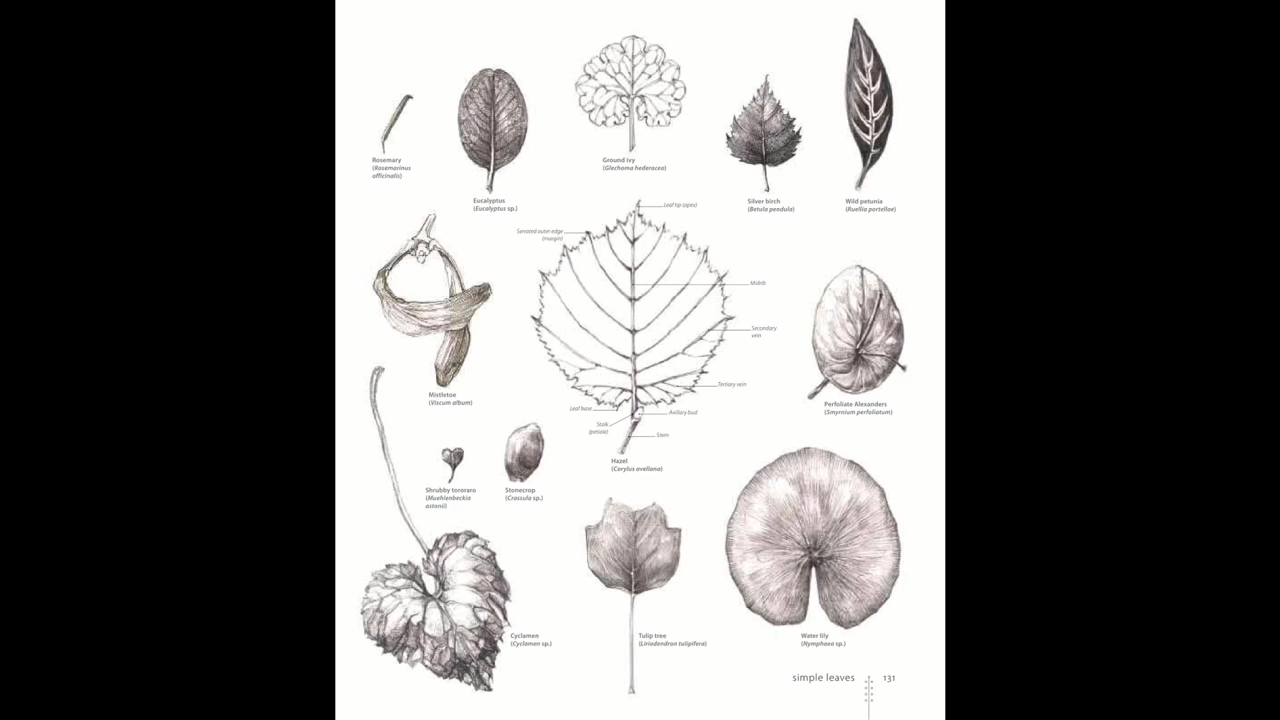 Rosemary
(Rosemarinus
officinalis)
Eucalyptus
(Eucalyptus sp.)
Ground ivy
(Glechoma hederacea)
Silver birch
(Betula pendula)
Wild petunia
(Ruellia portellae)
Leaf tip (apex)
Serrated outer edge
(margin)
Midrib
Secondary
vein
Tertiary vein
Leaf base
Axillary bud
Stalk
(petiole)
Stem
Hazel
(Corylus avellana)
Mistletoe
(Viscum album)
Perfoliate Alexanders
(Smyrnium perfoliatum)
Shrubby tororaro
(Muehlenbeckia
astonii)
Stonecrop
(Crassula sp.)
Cyclamen
(Cyclamen sp.)
Tulip tree
(Liriodendron tulipifera)
Water lily
(Nymphaea sp.)
simple leaves 131